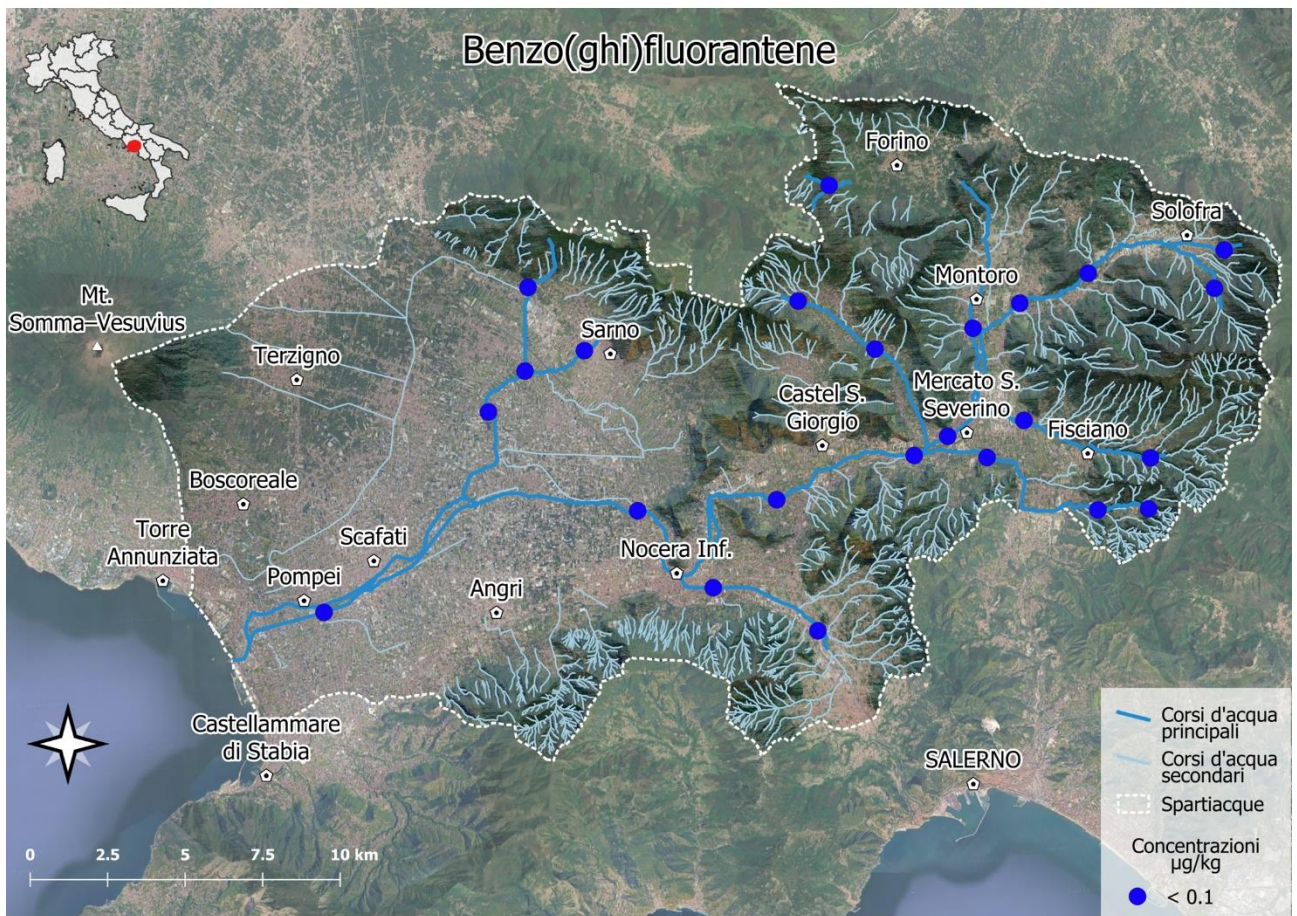 Benzo(ghi)fluorantene
Forino
Solofra
Montoro
Mt.
Somma–Vesuvius
Sarno
Terzigno
Mercato S.
Severino
Castel S.
Giorgio
Fisciano
Boscoreale
Torre
Annunziata
Scafati
Nocera Inf.
Pompei
Angri
Castellammare
di Stabia
SALERNO
Corsi d'acqua
principali
Corsi d'acqua
secondari
Spartiacque
Concentrazioni
µg/kg
< 0.1
0 2.5 5 7.5 10 km